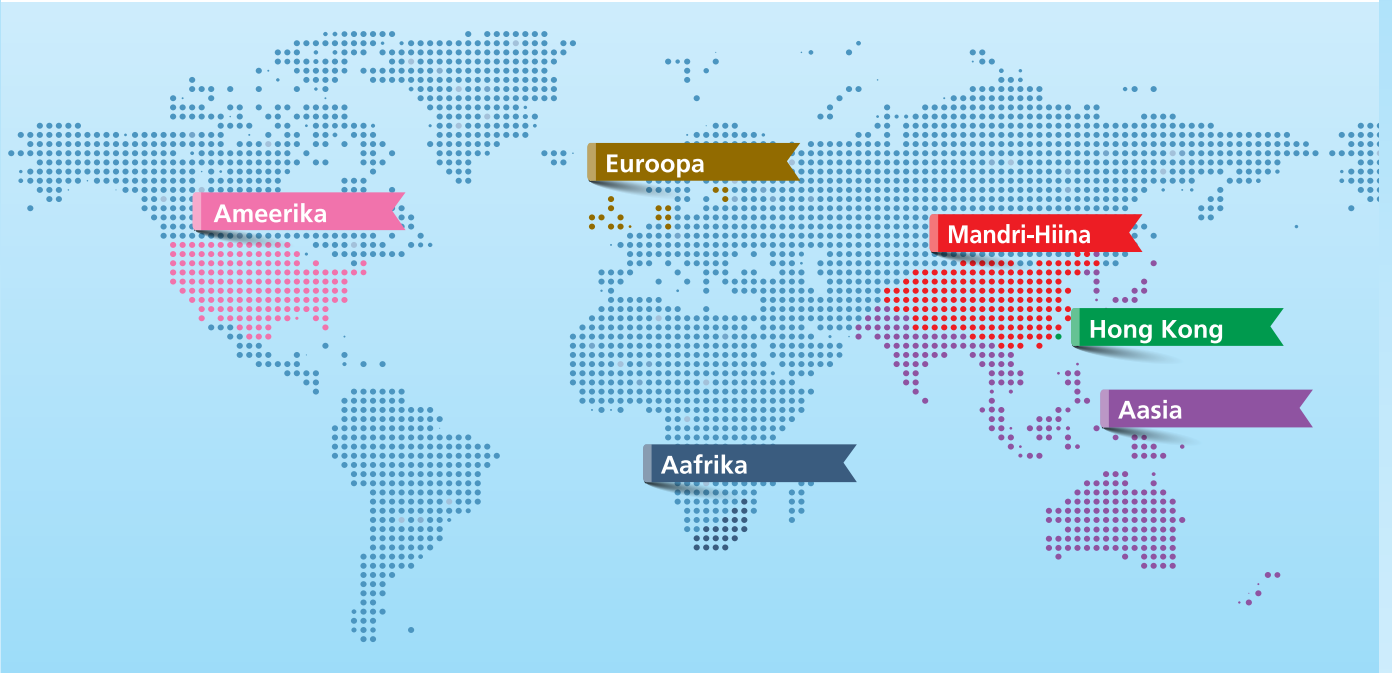 Euroopa
Ameerika
Mandri-Hiina
Hong Kong
Aasia
Aafrika